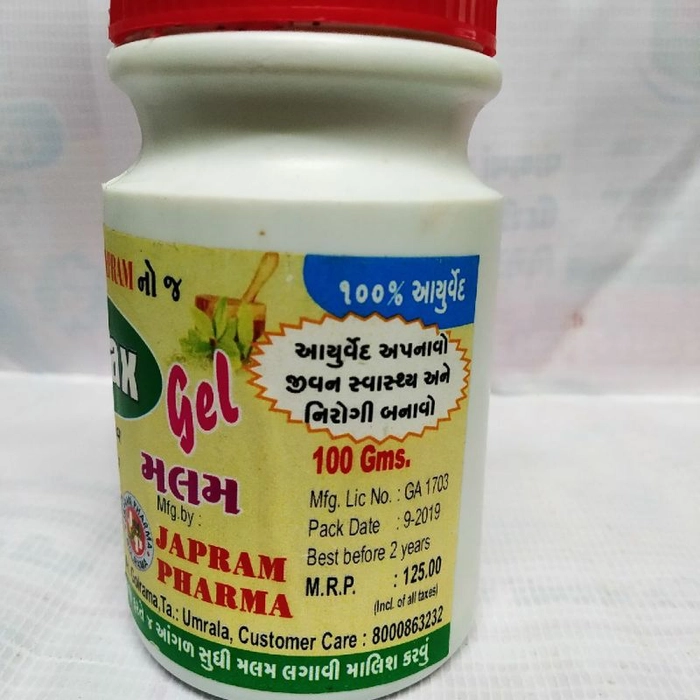 નો જ
૧૦૦% આયુર્વેદ
આયુર્વેદ અપનાવો
જીવન સ્વાસ્થ્ય અને
નિરોગી બનાવો
Gel
મલમ
100 Gms.
Mfg. Lic No. : GA 1703
Pack Date : 9-2019
Best before 2 years
M.R.P. : 125.00
(Incl. of all taxes)
Mfg.by :
JAPRAM
PHARMA
Ta.: Umrala, Customer Care : 8000863232
૪ આંગળ સુધી મલમ લગાવી માલિશ કરવું